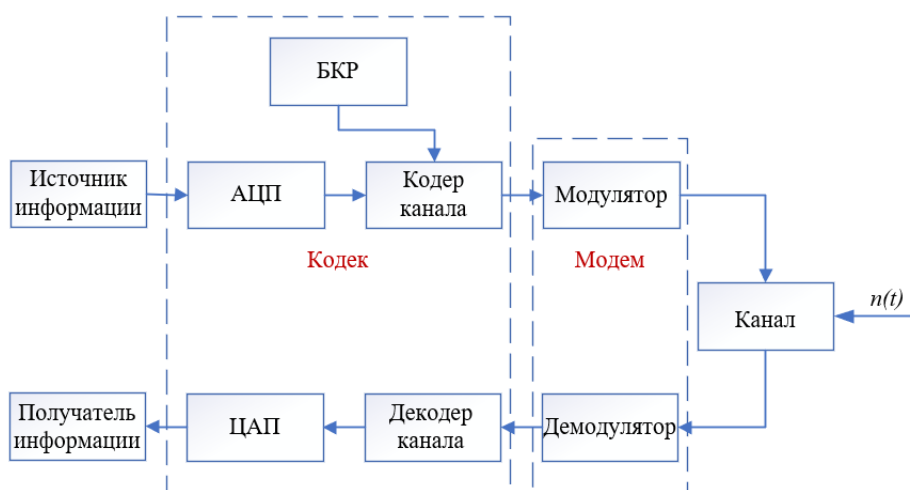 БКР
Источник
информации
АЦП
Кодер
канала
Модулятор
Кодек
Модем
Канал
n(t)
Получатель
информации
ЦАП
Декодер
канала
Демодулятор